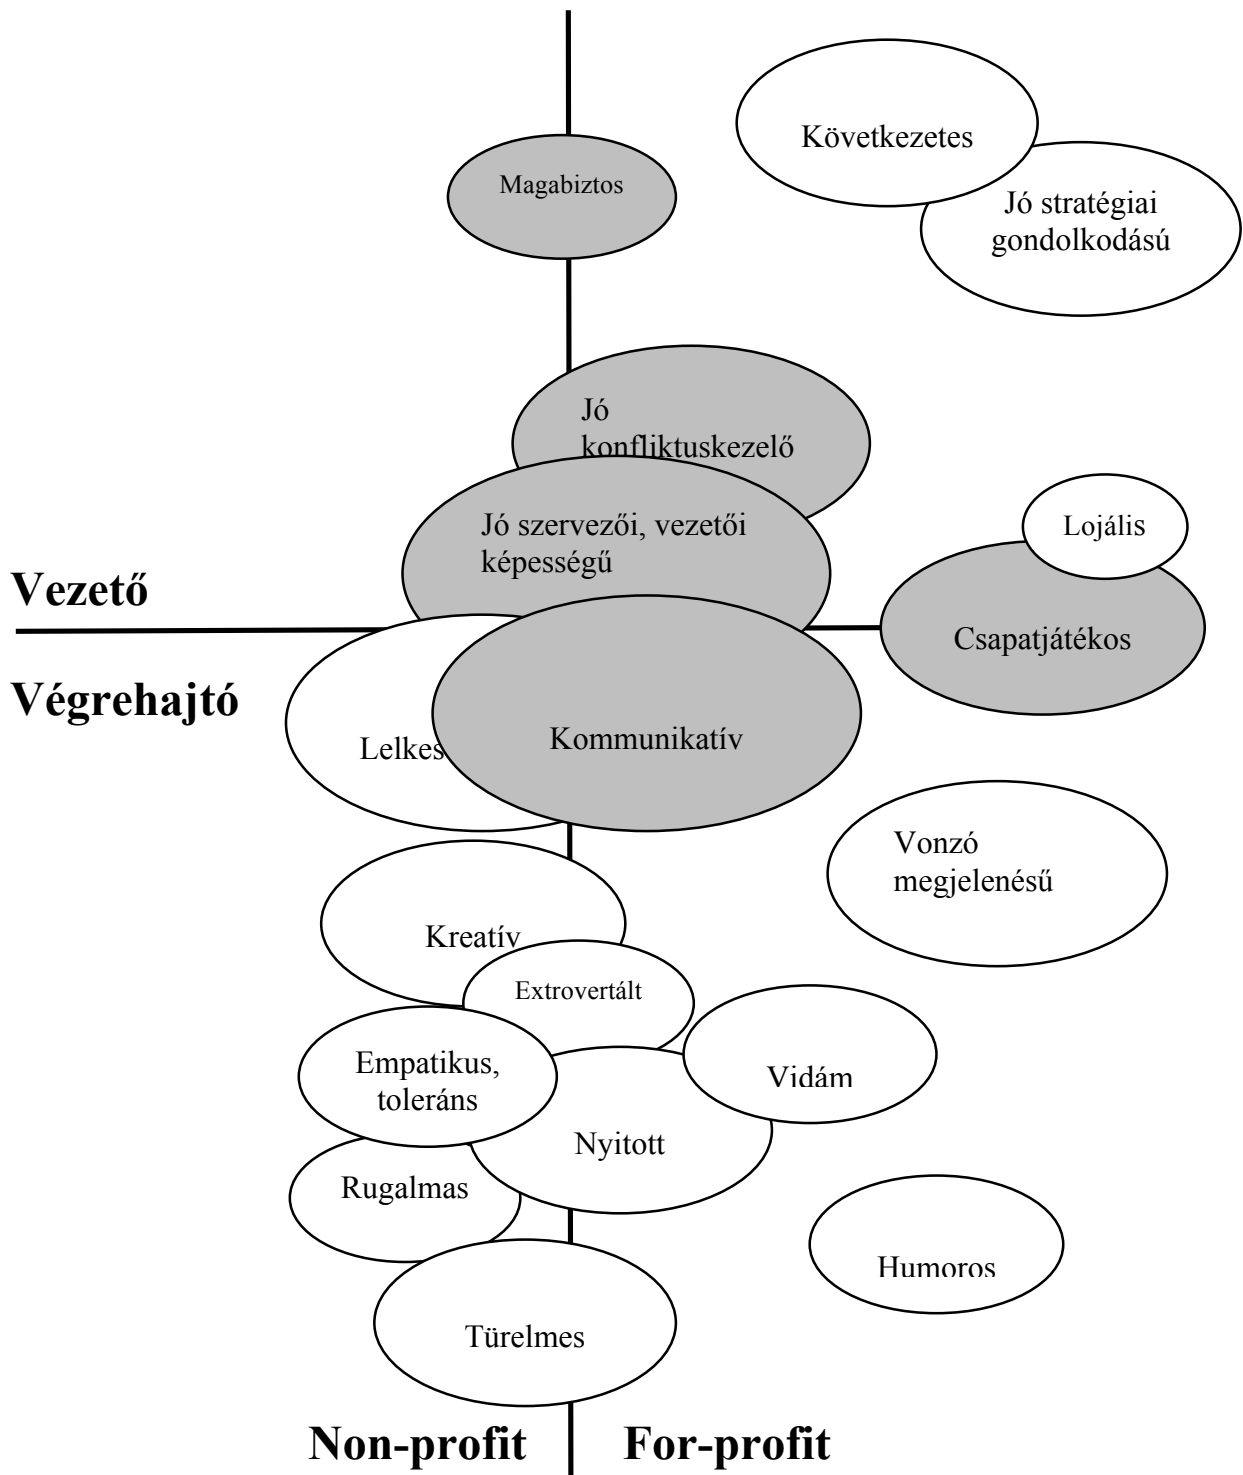 Következetes
Magabiztos
Jó stratégiai
gondolkodású
Jó
konfliktuskezelő
Jó szervezői, vezetői
képességű
Lojális
Vezető
Csapatjátékos
Végrehajtó
Lelkes
Kommunikatív
Vonzó
megjelenésű
Kreatív
Extrovertált
Empatikus,
toleráns
Vidám
Nyitott
Rugalmas
Humoros
Türelmes
Non-profit
For-profit